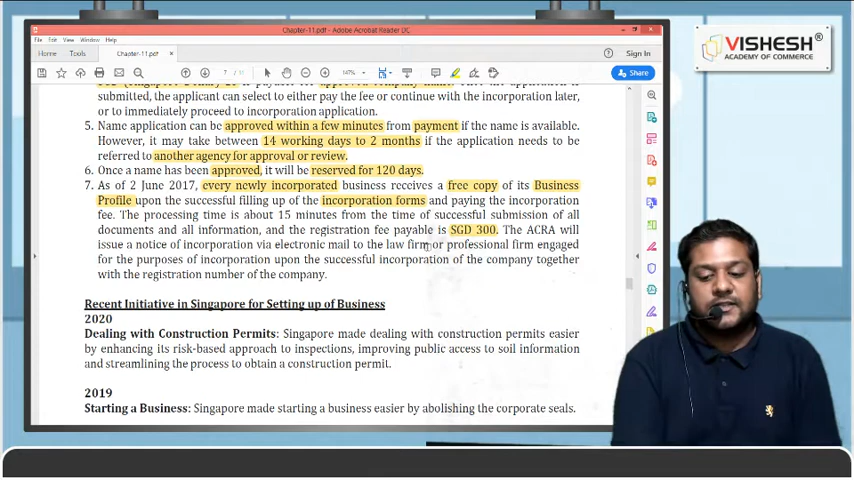 Chapter-11.pdf - Adobe Acrobat Reader DC
File Edit View Window Help
Home Tools Chapter-11.pdf × Sign In
7 / 11 147% Share
submitted, the applicant can select to either pay the fee or continue with the incorporation later,
or to immediately proceed to incorporation application.
5. Name application can be approved within a few minutes from payment if the name is available.
However, it may take between 14 working days to 2 months if the application needs to be
referred to another agency for approval or review.
6. Once a name has been approved, it will be reserved for 120 days.
7. As of 2 June 2017, every newly incorporated business receives a free copy of its Business
Profile upon the successful filling up of the incorporation forms and paying the incorporation
fee. The processing time is about 15 minutes from the time of successful submission of all
documents and all information, and the registration fee payable is SGD 300. The ACRA will
issue a notice of incorporation via electronic mail to the law firm or professional firm engaged
for the purposes of incorporation upon the successful incorporation of the company together
with the registration number of the company.
Recent Initiative in Singapore for Setting up of Business
2020
Dealing with Construction Permits: Singapore made dealing with construction permits easier
by enhancing its risk-based approach to inspections, improving public access to soil information
and streamlining the process to obtain a construction permit.
2019
Starting a Business: Singapore made starting a business easier by abolishing the corporate seals.
VISHESH®
ACADEMY OF COMMERCE